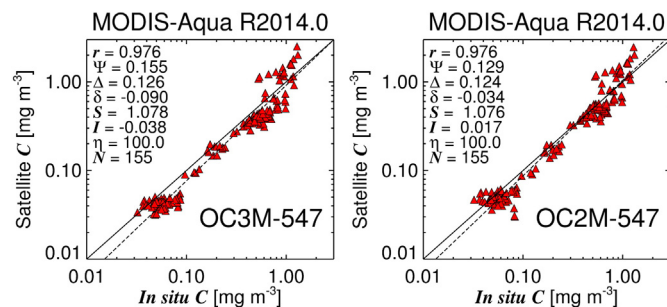 MODIS-Aqua R2014.0
r = 0.976
Ψ = 0.155
Δ = 0.126
δ = -0.090
S = 1.078
I = -0.038
η = 100.0
N = 155
OC3M-547
1.00
0.10
0.01
Satellite C [mg m-3]
0.01 0.10 1.00
In situ C [mg m-3]
MODIS-Aqua R2014.0
r = 0.976
Ψ = 0.129
Δ = 0.124
δ = -0.034
S = 1.076
I = 0.017
η = 100.0
N = 155
OC2M-547
1.00
0.10
0.01
Satellite C [mg m-3]
0.01 0.10 1.00
In situ C [mg m-3]